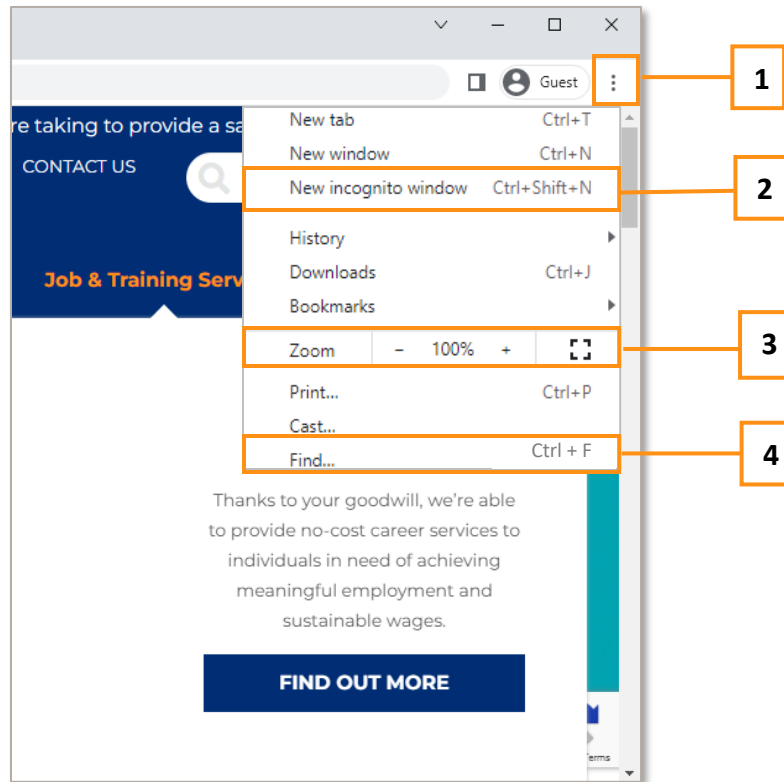 Guest
1
re taking to provide a sa
CONTACT US
Job & Training Serv
New tab Ctrl+T
New window Ctrl+N
New incognito window Ctrl+Shift+N
2
History
Downloads Ctrl+J
Bookmarks
Zoom - 100% +
3
Print... Ctrl+P
Cast...
Find... Ctrl + F
4
Thanks to your goodwill, we’re able
to provide no-cost career services to
individuals in need of achieving
meaningful employment and
sustainable wages.
FIND OUT MORE
erms